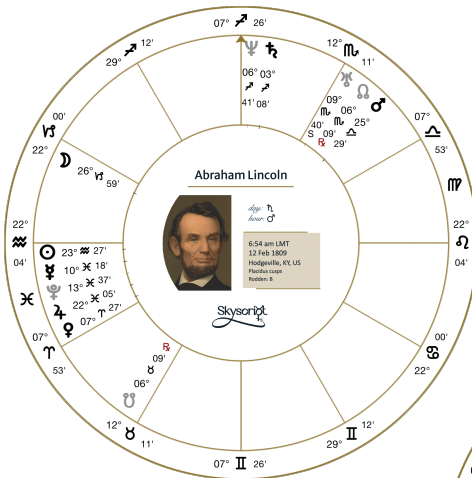 07° ♐ 26'
12° ♏ 11'
07° ♎ 53'
♍
22° ♌ 04'
00' ♋ 22°
29° ♊ 12'
07° ♊ 26'
12° ♉ 11'
07° ♈ 53'
♓
22° ♒ 04'
00' ♑ 22°
29° ♐ 12'
♆ 06° ♐ 41'
♄ 03° ♐ 08'
♅ 09° ♏ 40' S
☊ 06° ♏ 09' ℞
♂ 25° ♎ 29'
☽ 26° ♑ 59'
☉ 23° ♒ 27'
☿ 10° ♓ 18'
♇ 13° ♓ 37'
♃ 22° ♓ 05'
♀ 07° ♈ 27'
☋ 06° ♉ 09' ℞
Abraham Lincoln
day: ♄
hour: ♂
6:54 am LMT
12 Feb 1809
Hodgeville, KY, US
Placidus cusps
Rodden: B
Skyscript